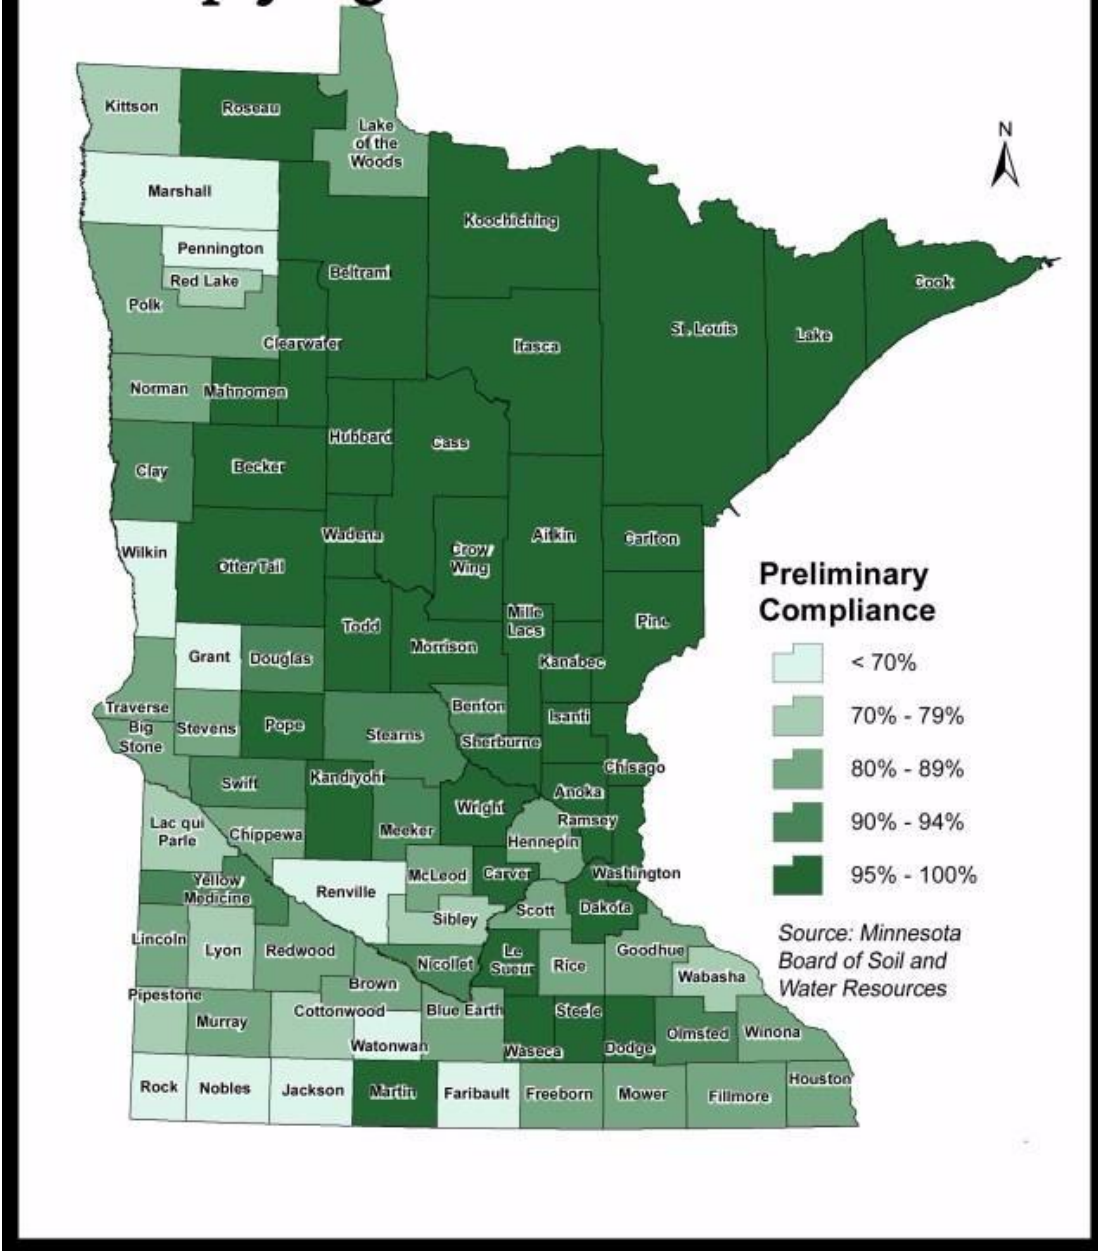 Kittson
Roseau
Lake
of the
Woods
N
Marshall
Koochiching
Pennington
Beltrami
Red Lake
Cook
Polk
St. Louis
Lake
Clearwater
Itasca
Norman
Mahnomen
Hubbard
Cass
Clay
Becker
Wadena
Aitkin
Carlton
Wilkin
Crow
Wing
Otter Tail
Preliminary
Compliance
Mille
Lacs
Pine
Todd
Morrison
Grant
Douglas
Kanabec
< 70%
Traverse
Benton
Isanti
70% - 79%
Big
Stone
Stevens
Pope
Stearns
Sherburne
Chisago
80% - 89%
Swift
Kandiyohi
Anoka
Wright
Ramsey
90% - 94%
Lac qui
Parle
Chippewa
Meeker
Hennepin
Washington
95% - 100%
Yellow
Medicine
Renville
McLeod
Carver
Dakota
Sibley
Scott
Source: Minnesota
Board of Soil and
Water Resources
Lincoln
Lyon
Redwood
Nicollet
Le
Sueur
Rice
Goodhue
Wabasha
Pipestone
Brown
Murray
Cottonwood
Blue Earth
Steele
Olmsted
Winona
Watonwan
Waseca
Dodge
Rock
Nobles
Jackson
Martin
Faribault
Freeborn
Mower
Fillmore
Houston